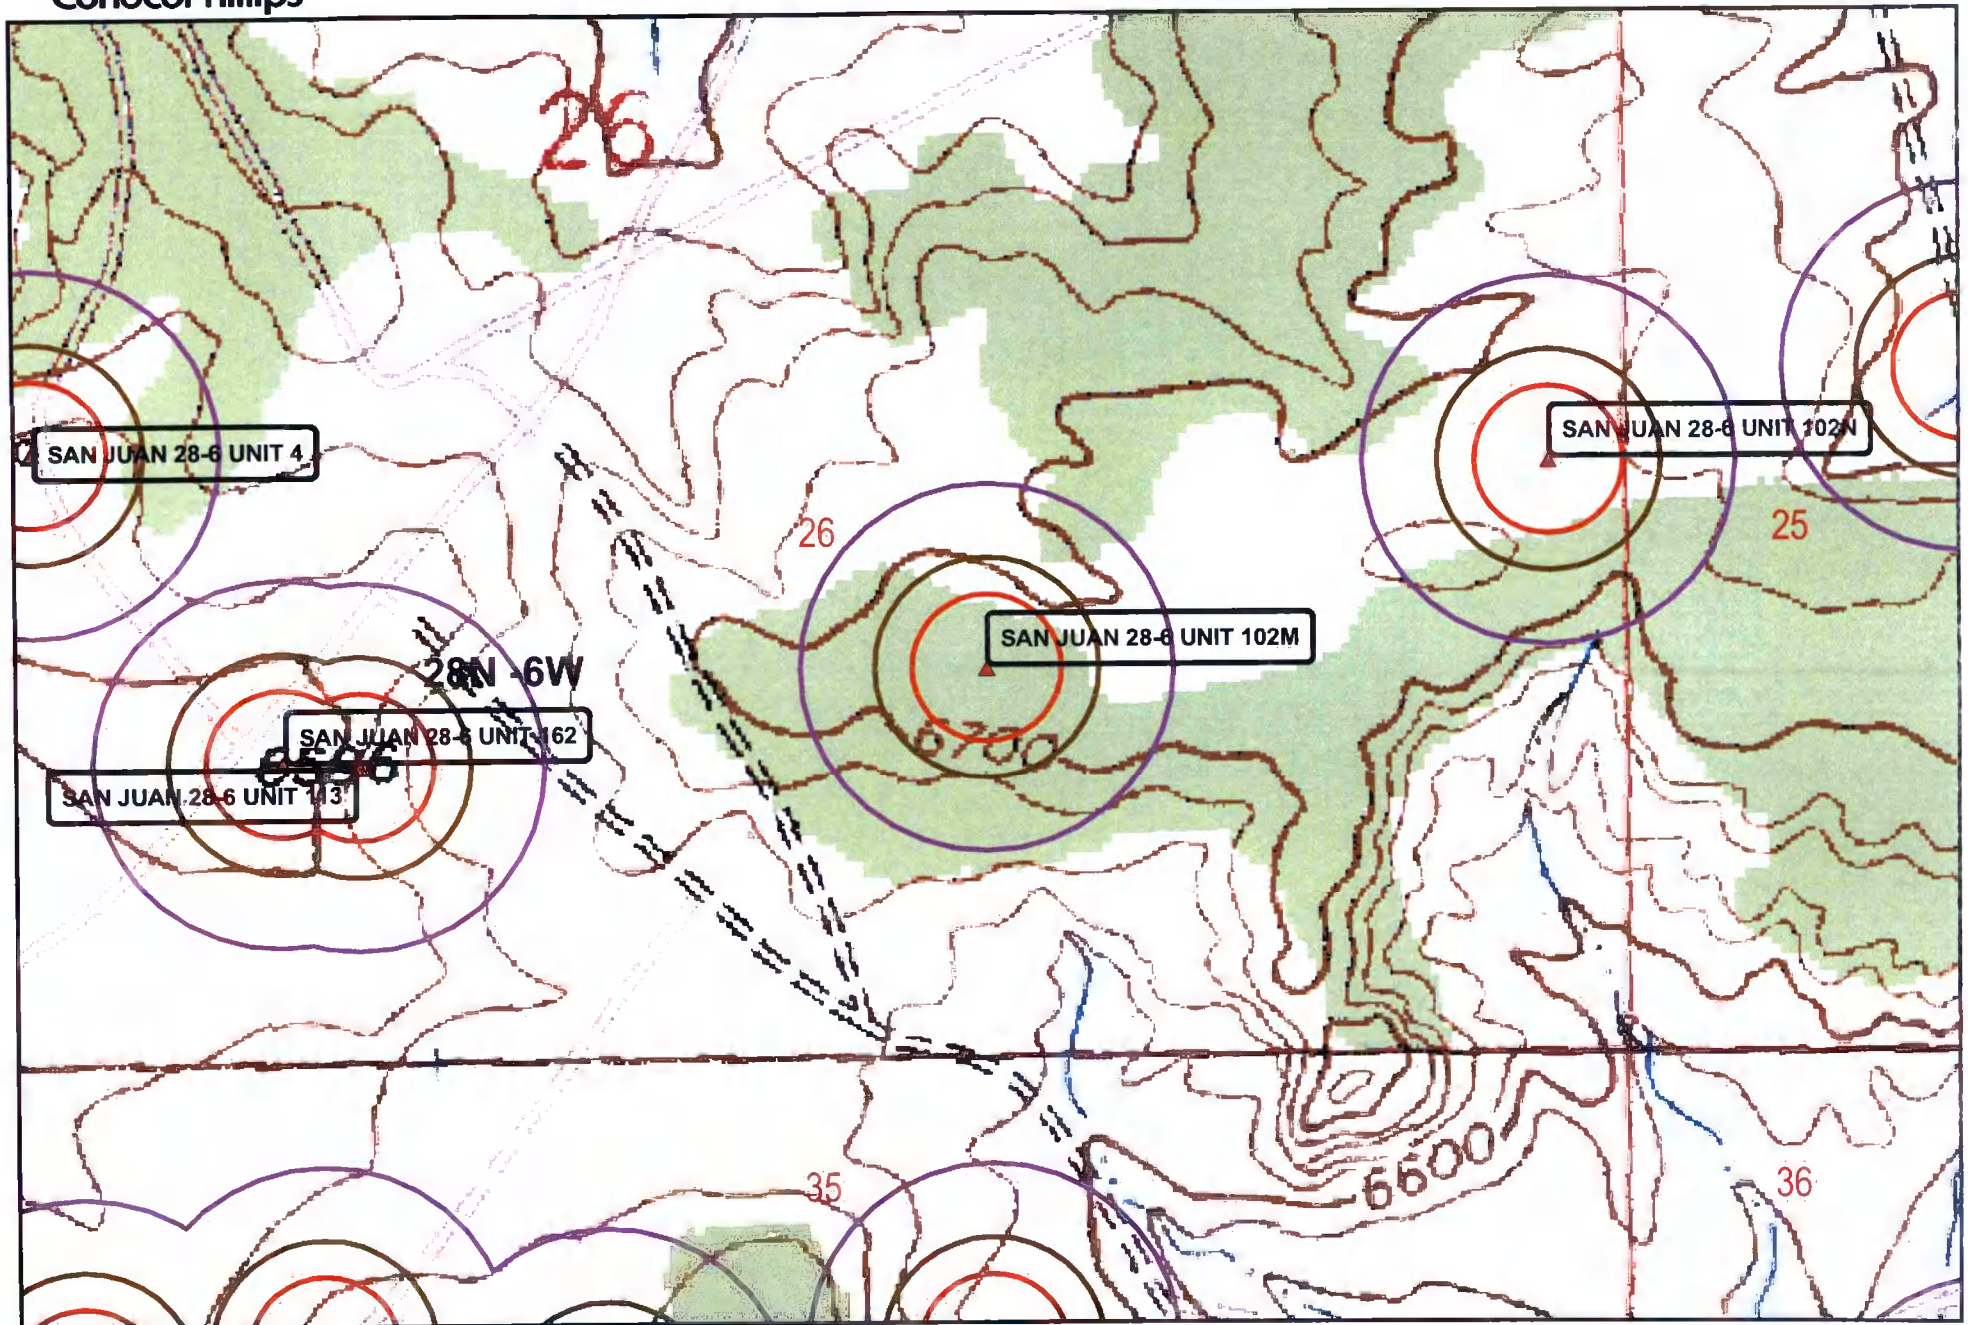 ConocoPhillips
26
SAN JUAN 28-6 UNIT 4
SAN JUAN 28-6 UNIT 102N
26
25
SAN JUAN 28-6 UNIT 102M
28N -6W
SAN JUAN 28-6 UNIT 162
6700
6596
SAN JUAN 28-6 UNIT 113
6600
35
36